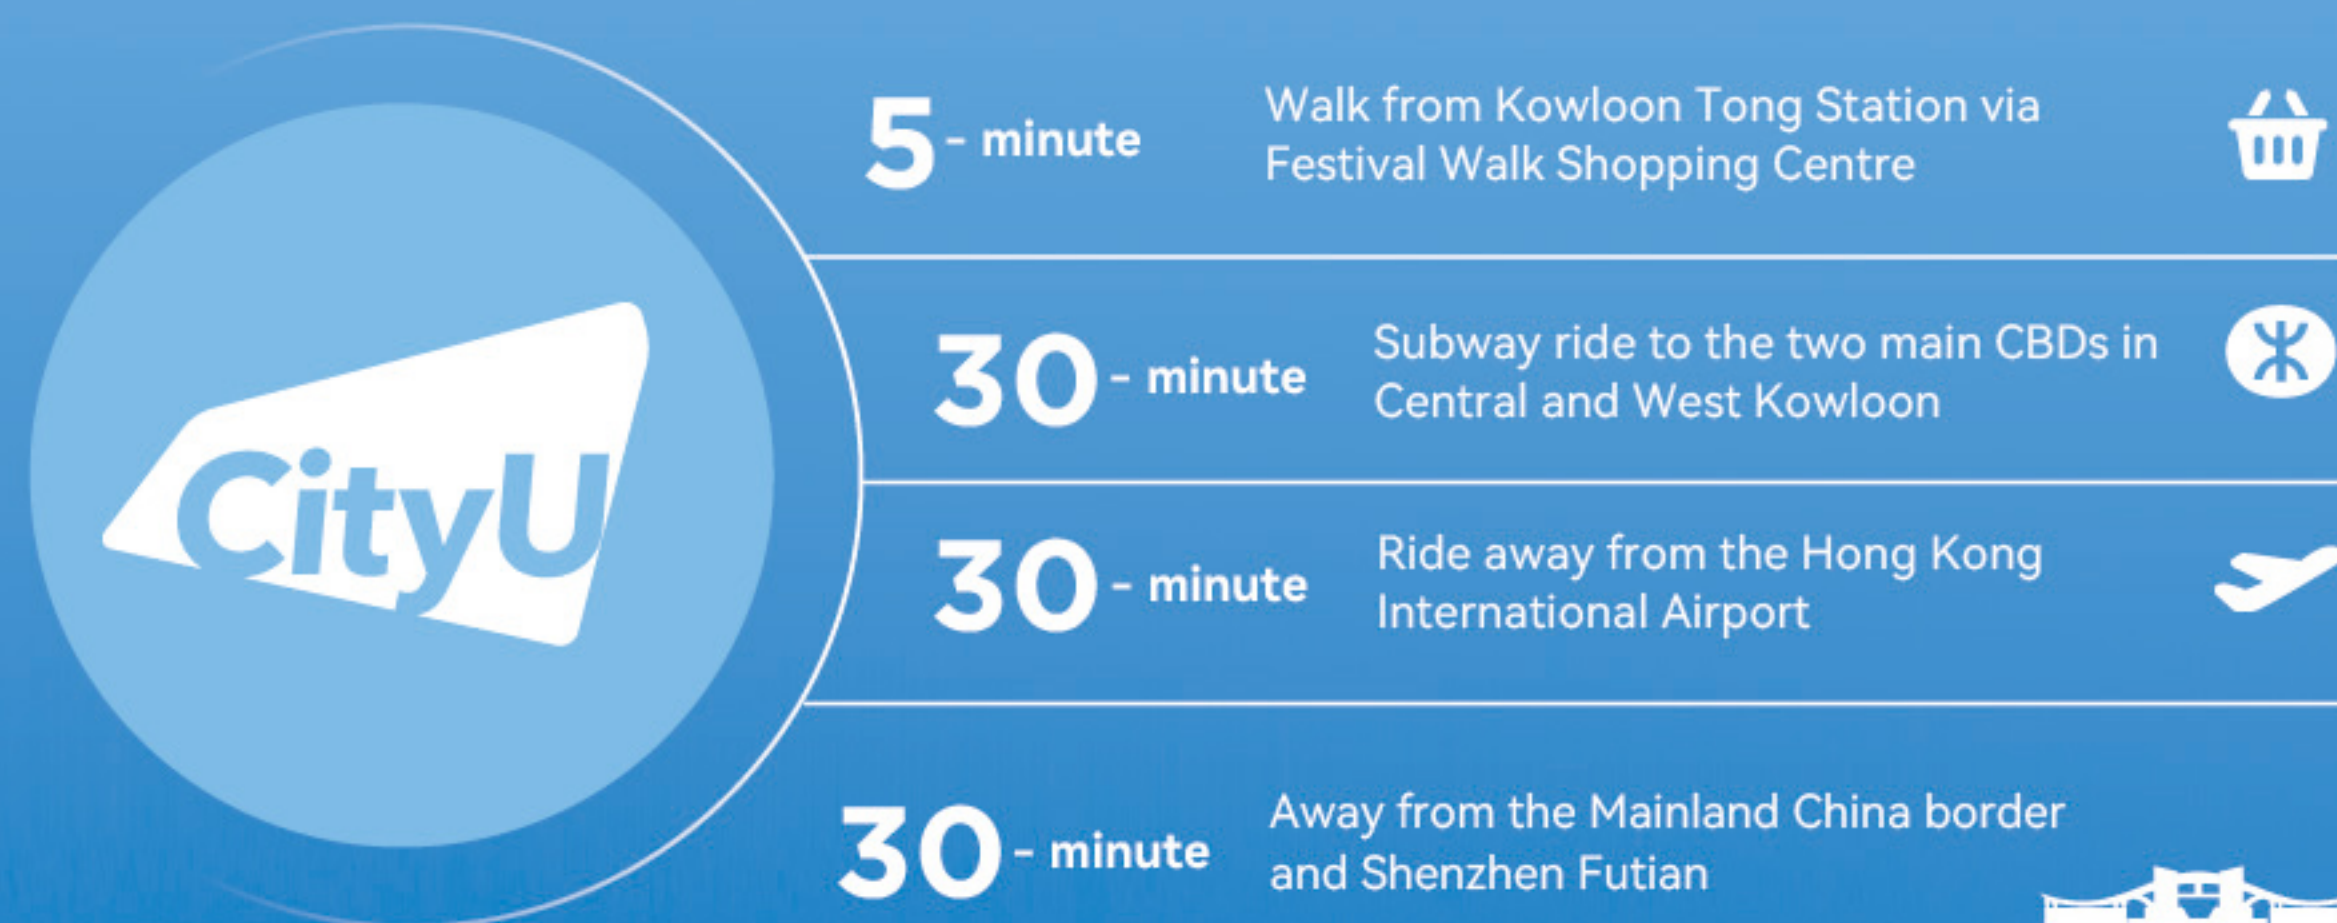 CityU
5 - minute
Walk from Kowloon Tong Station via
Festival Walk Shopping Centre
30 - minute
Subway ride to the two main CBDs in
Central and West Kowloon
30 - minute
Ride away from the Hong Kong
International Airport
30 - minute
Away from the Mainland China border
and Shenzhen Futian